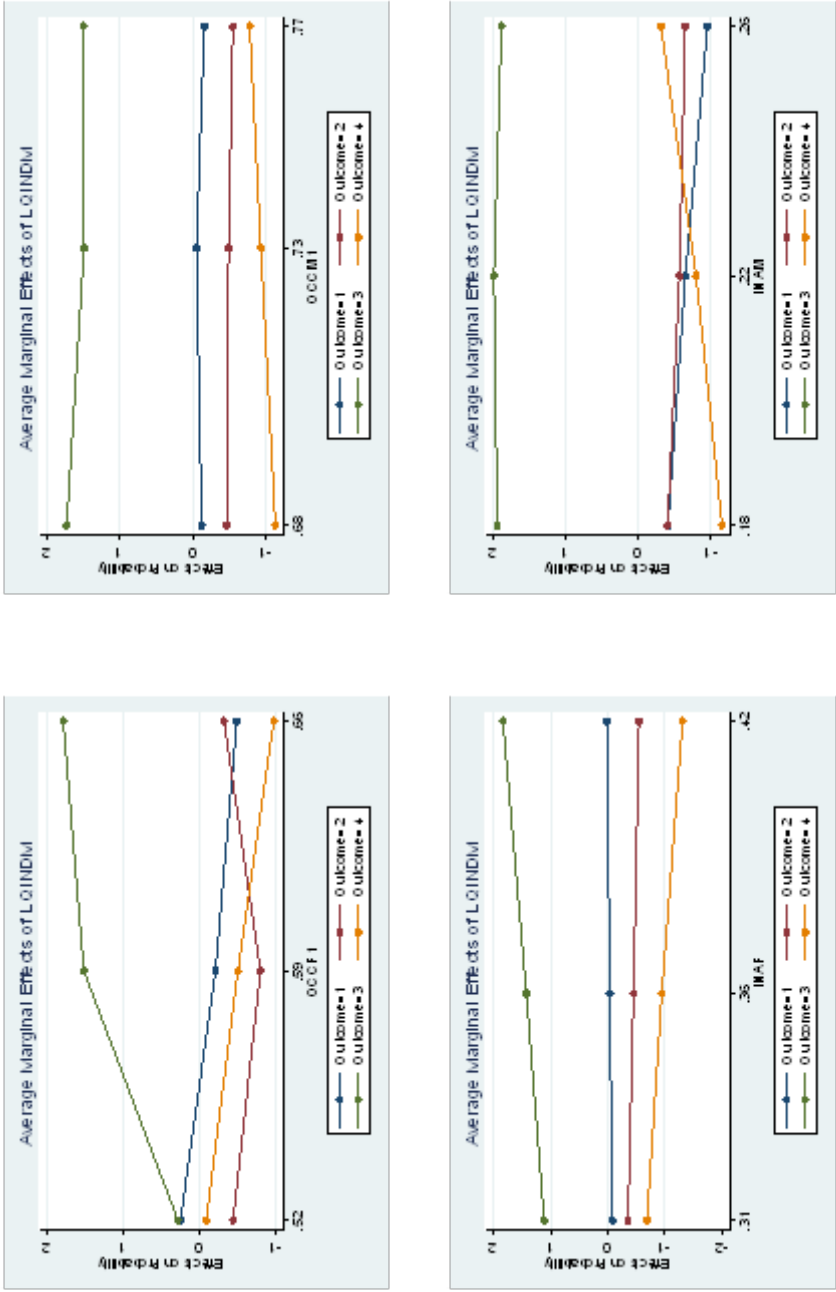 Average Marginal Effects of LQINDM
2
1
0
-1
Effects on Probability
.52 .59 .66
OCCF1
Outcome=1 Outcome=2
Outcome=3 Outcome=4
Average Marginal Effects of LQINDM
2
1
0
-1
Effects on Probability
.68 .73 .77
OCCM1
Outcome=1 Outcome=2
Outcome=3 Outcome=4
Average Marginal Effects of LQINDM
2
1
0
-1
-2
Effects on Probability
.31 .36 .42
INAF
Outcome=1 Outcome=2
Outcome=3 Outcome=4
Average Marginal Effects of LQINDM
2
1
0
-1
Effects on Probability
.18 .22 .26
INAM
Outcome=1 Outcome=2
Outcome=3 Outcome=4